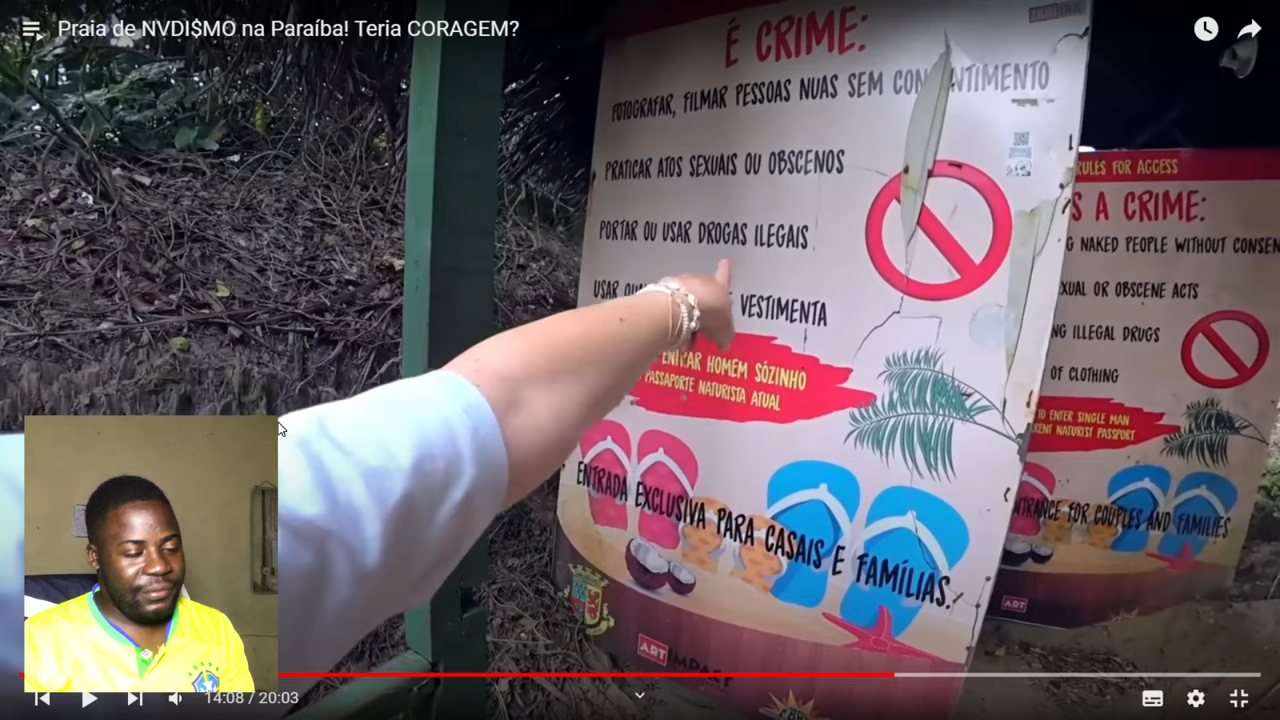 Praia de NVDI$MO na Paraíba! Teria CORAGEM?
É CRIME:
FOTOGRAFAR, FILMAR PESSOAS NUAS SEM CON NTIMENTO
PRATICAR ATOS SEXUAIS OU OBSCENOS
PORTAR OU USAR DROGAS ILEGAIS
USAR VESTIMENTA
ENTRAR HOMEM SÓZINHO
PASSAPORTE NATURISTA ATUAL
ENTRADA EXCLUSIVA PARA CASAIS E FAMÍLIAS.
ART
RULES FOR ACCESS
S A CRIME:
G NAKED PEOPLE WITHOUT CONSEN
XUAL OR OBSCENE ACTS
NG ILLEGAL DRUGS
OF CLOTHING
TO ENTER SINGLE MAN
RENT NATURIST PASSPORT
NTRANCE FOR COUPLES AND FAMILIES
ART
14:08 / 20:03